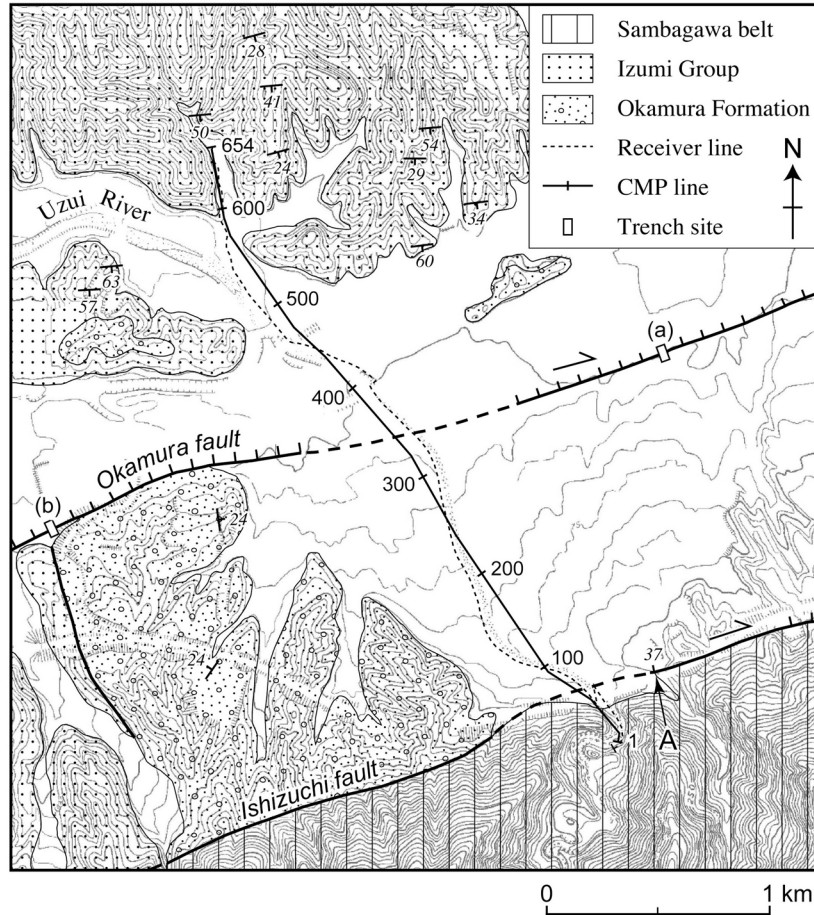 Sambagawa belt
Izumi Group
Okamura Formation
Receiver line
CMP line
Trench site
N
28
41
50
654
24
54
29
34
60
600
Uzui River
63
57
500
(a)
400
Okamura fault
300
(b)
24
200
24
100
37
1
A
Ishizuchi fault
0
1 km